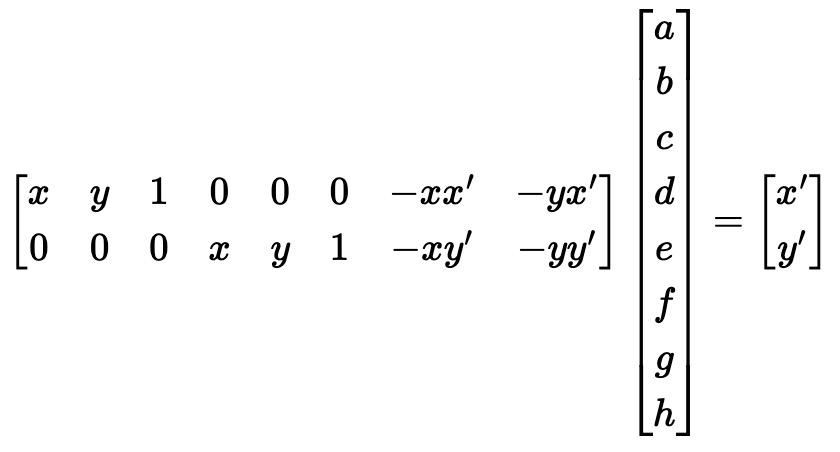 [x y 1 0 0 0 −xx′ −yx′]
[0 0 0 x y 1 −xy′ −yy′]
[a
b
c
d
e
f
g
h]
=
[x′
y′]